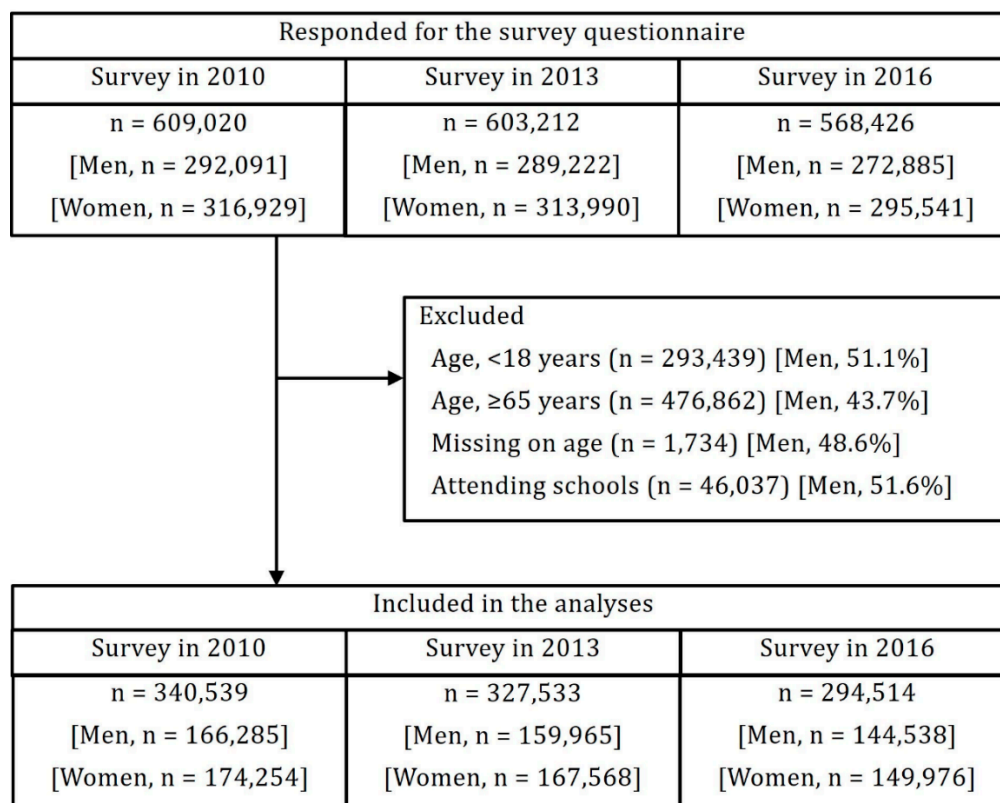 Responded for the survey questionnaire
Survey in 2010 Survey in 2013 Survey in 2016
n = 609,020 n = 603,212 n = 568,426
[Men, n = 292,091] [Men, n = 289,222] [Men, n = 272,885]
[Women, n = 316,929] [Women, n = 313,990] [Women, n = 295,541]
Excluded
Age, <18 years (n = 293,439) [Men, 51.1%]
Age, ≥65 years (n = 476,862) [Men, 43.7%]
Missing on age (n = 1,734) [Men, 48.6%]
Attending schools (n = 46,037) [Men, 51.6%]
Included in the analyses
Survey in 2010 Survey in 2013 Survey in 2016
n = 340,539 n = 327,533 n = 294,514
[Men, n = 166,285] [Men, n = 159,965] [Men, n = 144,538]
[Women, n = 174,254] [Women, n = 167,568] [Women, n = 149,976]